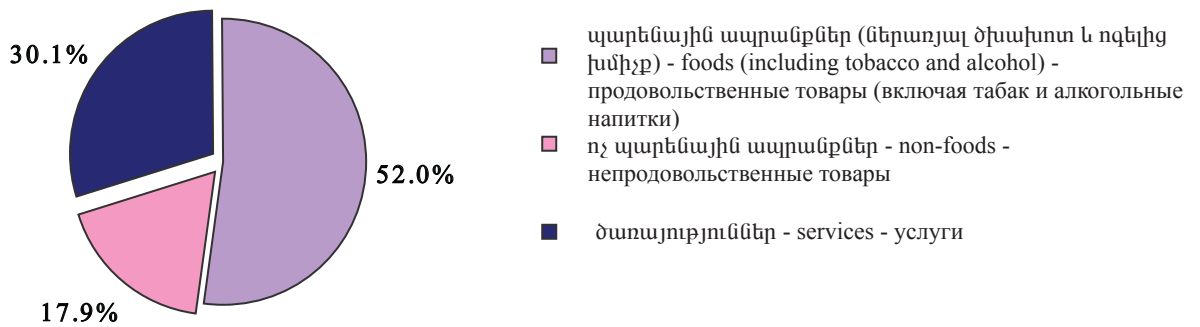 30.1%
52.0%
17.9%
պարենային ապրանքներ (ներառյալ ծխախոտ և ոգելից
խմիչք) - foods (including tobacco and alcohol) -
продовольственные товары (включая табак и алкогольные
напитки)
ոչ պարենային ապրանքներ - non-foods -
непродовольственные товары
ծառայություններ - services - услуги